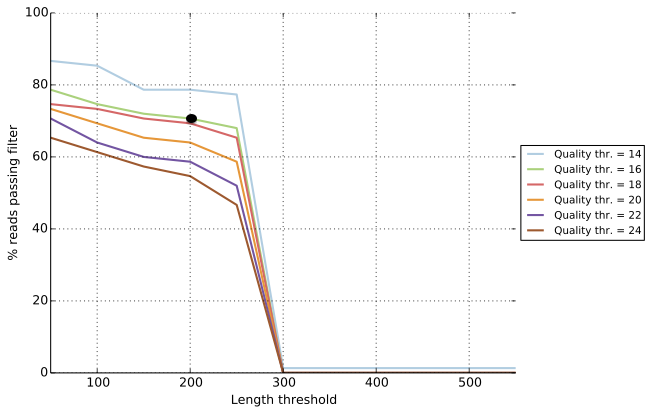 100
80
60
40
20
0
100
200
300
400
500
% reads passing filter
Length threshold
Quality thr. = 14
Quality thr. = 16
Quality thr. = 18
Quality thr. = 20
Quality thr. = 22
Quality thr. = 24